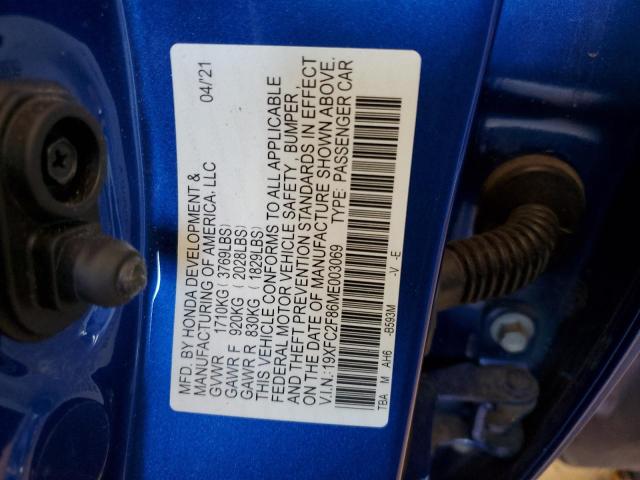 MFD. BY HONDA DEVELOPMENT & 04/'21
MANUFACTURING OF AMERICA, LLC
GVWR 1710KG(3769LBS)
GAWR F 920KG (2028LBS)
GAWR R 830KG (1829LBS)
THIS VEHICLE CONFORMS TO ALL APPLICABLE
FEDERAL MOTOR VEHICLE SAFETY, BUMPER,
AND THEFT PREVENTION STANDARDS IN EFFECT
ON THE DATE OF MANUFACTURE SHOWN ABOVE.
V.I.N.:19XFC2F86ME003069 TYPE: PASSENGER CAR
TBA M AH6 -B593M -V -E